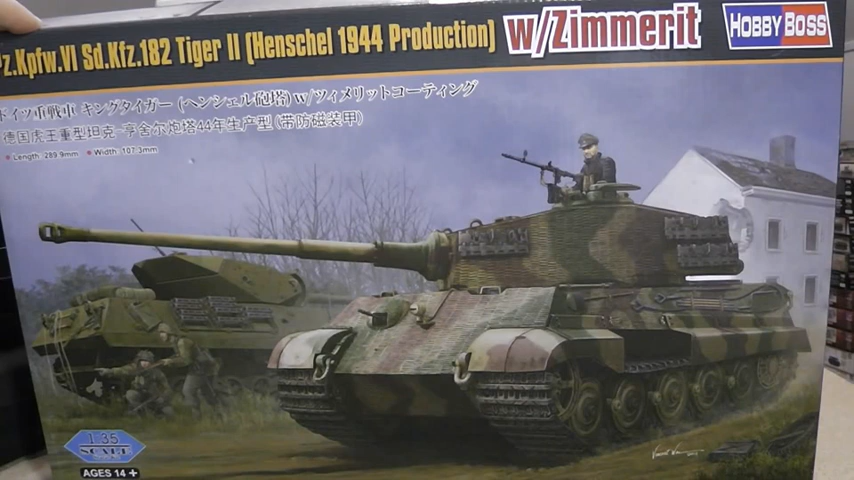 Pz.Kpfw.VI Sd.Kfz.182 Tiger II (Henschel 1944 Production) w/Zimmerit
HOBBY BOSS
ドイツ重戦車 キングタイガー (ヘンシェル砲塔) w/ツィメリットコーティング
德国虎王重型坦克-亨舍尔炮塔44年生产型(带防磁装甲)
Length: 289.9mm Width: 107.3mm
1:35
SCALE
AGES 14+